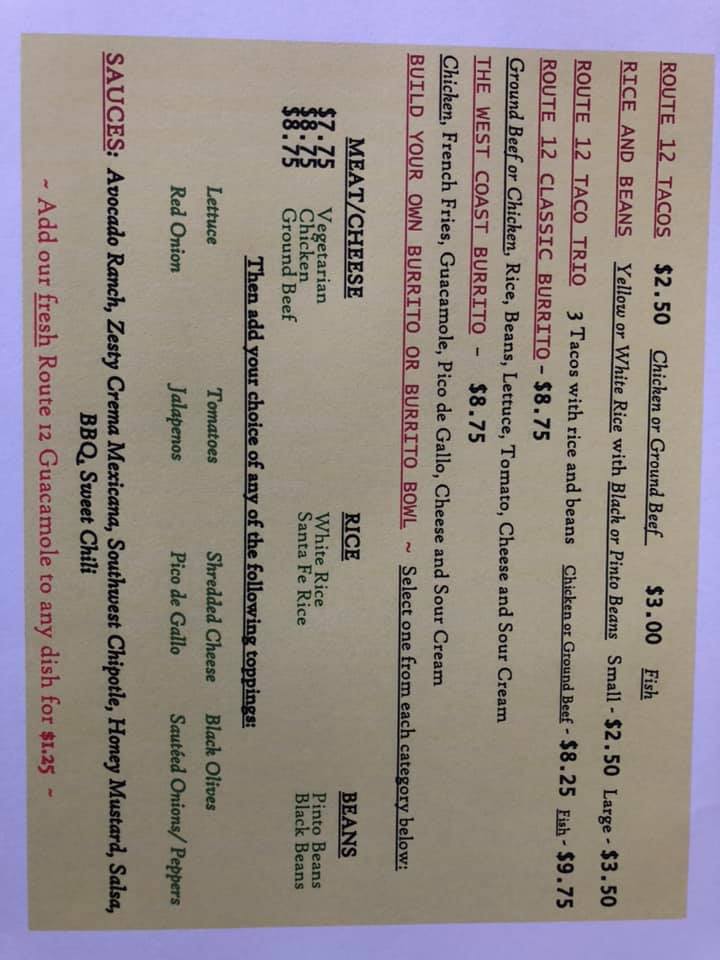 ROUTE 12 TACOS $2.50 Chicken or Ground Beef $3.00 Fish
RICE AND BEANS Yellow or White Rice with Black or Pinto Beans Small - $2.50 Large - $3.50
ROUTE 12 TACO TRIO 3 Tacos with rice and beans Chicken or Ground Beef - $8.25 Fish - $9.75
ROUTE 12 CLASSIC BURRITO - $8.75
Ground Beef or Chicken, Rice, Beans, Lettuce, Tomato, Cheese and Sour Cream
THE WEST COAST BURRITO - $8.75
Chicken, French Fries, Guacamole, Pico de Gallo, Cheese and Sour Cream
BUILD YOUR OWN BURRITO OR BURRITO BOWL ~ Select one from each category below:
MEAT/CHEESE RICE BEANS
$7.75 Vegetarian White Rice Pinto Beans
$8.75 Chicken Santa Fe Rice Black Beans
$8.75 Ground Beef
Then add your choice of any of the following toppings:
Lettuce Tomatoes Shredded Cheese Black Olives
Red Onion Jalapenos Pico de Gallo Sautéed Onions/ Peppers
SAUCES: Avocado Ranch, Zesty Crema Mexicana, Southwest Chipotle, Honey Mustard, Salsa,
BBQ, Sweet Chili
~ Add our fresh Route 12 Guacamole to any dish for $1.25 ~